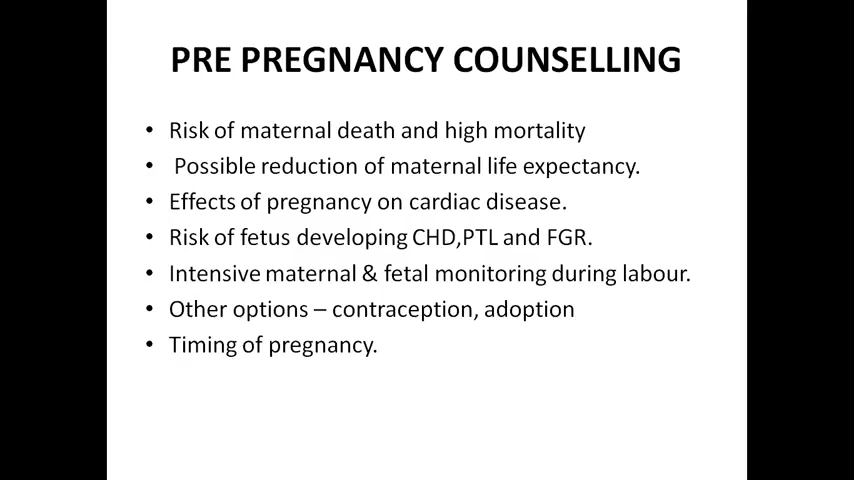 PRE PREGNANCY COUNSELLING
• Risk of maternal death and high mortality
• Possible reduction of maternal life expectancy.
• Effects of pregnancy on cardiac disease.
• Risk of fetus developing CHD,PTL and FGR.
• Intensive maternal & fetal monitoring during labour.
• Other options – contraception, adoption
• Timing of pregnancy.